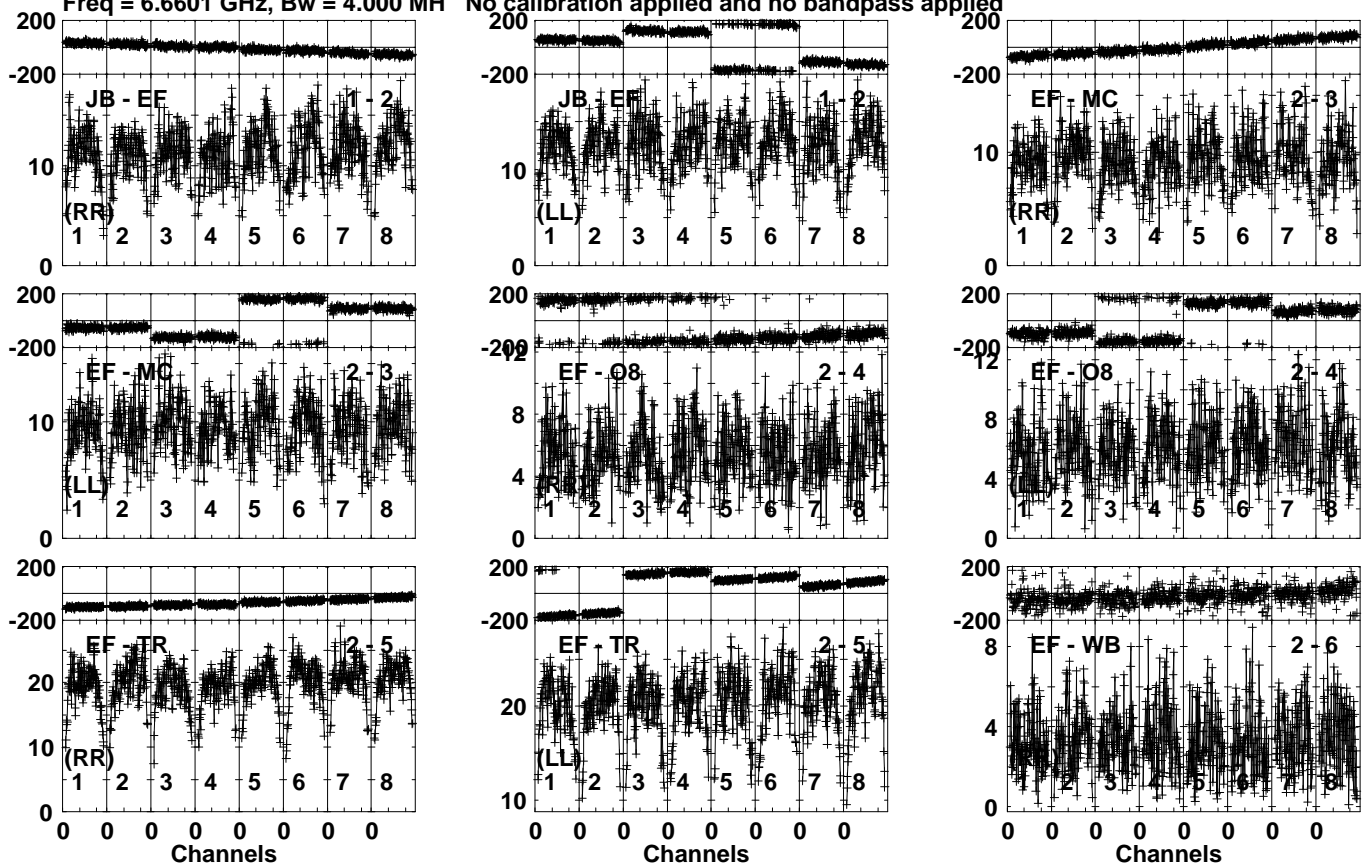 Freq = 6.6601 GHz, Bw = 4.000 MH No calibration applied and no bandpass applied
200 200 200
-200 -200 -200
JB - EF 1 - 2 JB - EF 1 - 2 EF - MC 2 - 3
10 10 10
(RR) (LL) (RR)
1 2 3 4 5 6 7 8 1 2 3 4 5 6 7 8 1 2 3 4 5 6 7 8
0 0 0
200 200 200
-200 -200 -200
12 12
EF - MC 2 - 3 EF - O8 2 - 4 EF - O8 2 - 4
10 8 8
4 4
(LL) (RR) (LL)
1 2 3 4 5 6 7 8 1 2 3 4 5 6 7 8 1 2 3 4 5 6 7 8
0 0 0
200 200 200
-200 -200 -200
EF - TR 2 - 5 EF - TR 2 - 5 EF - WB 2 - 6
8
20 20 4
10
(RR) (LL)
1 2 3 4 5 6 7 8 1 2 3 4 5 6 7 8 1 2 3 4 5 6 7 8
0 10 0
0 0 0 0 0 0 0 0 0 0 0 0 0 0 0 0 0 0 0 0 0 0 0 0
Channels Channels Channels